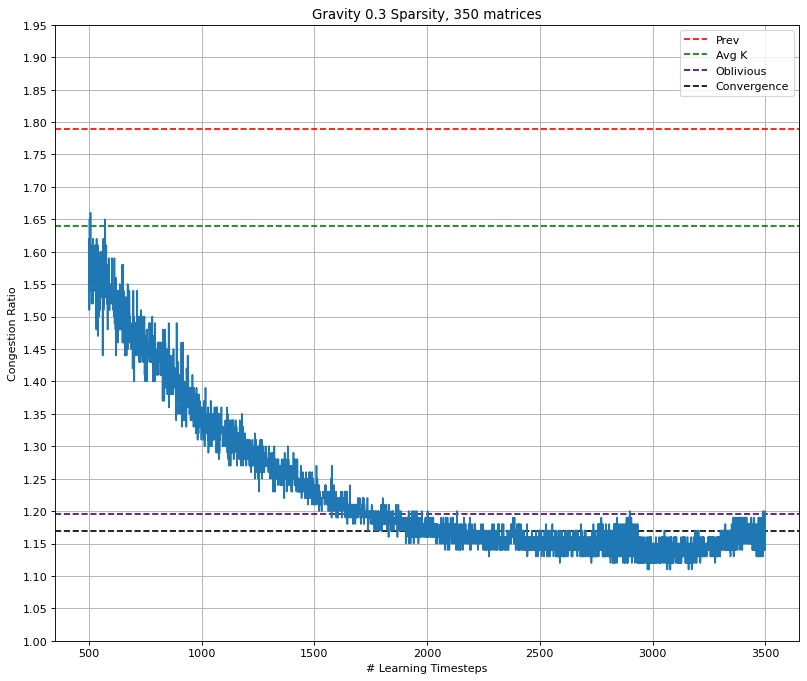 Gravity 0.3 Sparsity, 350 matrices
1.95
1.90
1.85
1.80
1.75
1.70
1.65
1.60
1.55
1.50
1.45
1.40
1.35
1.30
1.25
1.20
1.15
1.10
1.05
1.00
Congestion Ratio
Prev
Avg K
Oblivious
Convergence
500 1000 1500 2000 2500 3000 3500
# Learning Timesteps